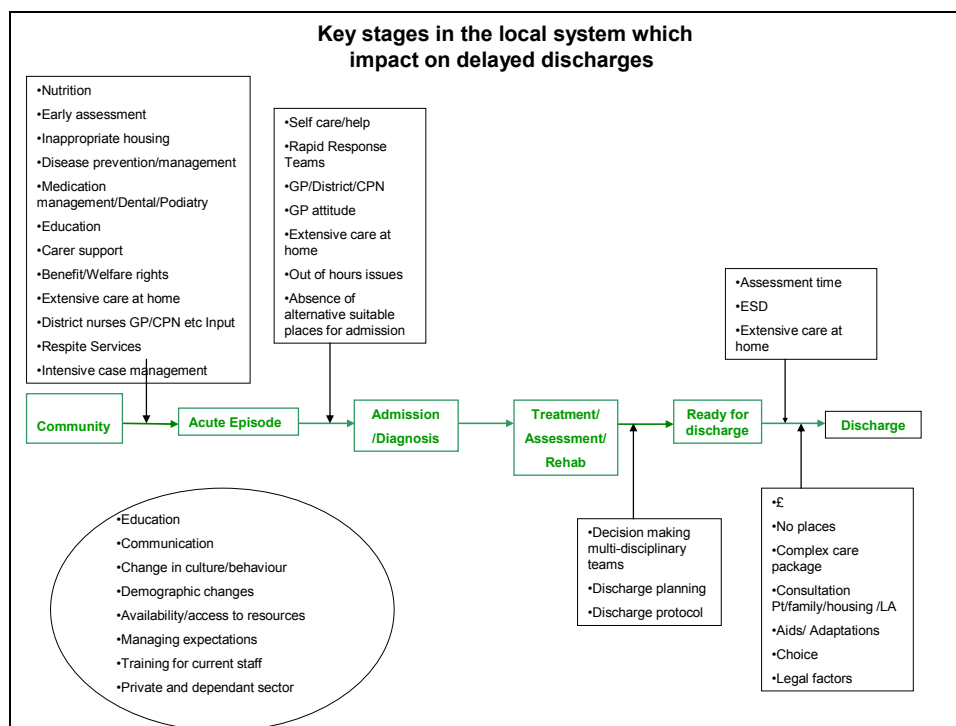 Key stages in the local system which
impact on delayed discharges
•Nutrition
•Early assessment
•Inappropriate housing
•Disease prevention/management
•Medication
management/Dental/Podiatry
•Education
•Carer support
•Benefit/Welfare rights
•Extensive care at home
•District nurses GP/CPN etc Input
•Respite Services
•Intensive case management
•Self care/help
•Rapid Response
Teams
•GP/District/CPN
•GP attitude
•Extensive care at
home
•Out of hours issues
•Absence of
alternative suitable
places for admission
•Assessment time
•ESD
•Extensive care at
home
Community
Acute Episode
Admission
/Diagnosis
Treatment/
Assessment/
Rehab
Ready for
discharge
Discharge
•Education
•Communication
•Change in culture/behaviour
•Demographic changes
•Availability/access to resources
•Managing expectations
•Training for current staff
•Private and dependant sector
•Decision making
multi-disciplinary
teams
•Discharge planning
•Discharge protocol
•£
•No places
•Complex care
package
•Consultation
Pt/family/housing /LA
•Aids/ Adaptations
•Choice
•Legal factors